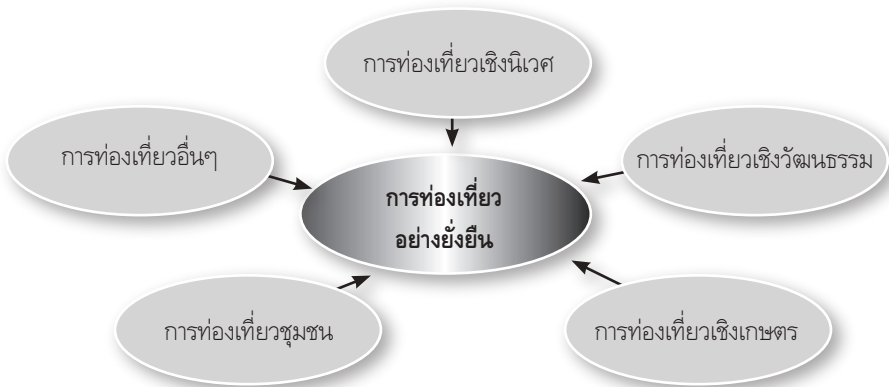 การท่องเที่ยวเชิงนิเวศ
การท่องเที่ยวอื่นๆ
การท่องเที่ยวเชิงวัฒนธรรม
การท่องเที่ยว
อย่างยั่งยืน
การท่องเที่ยวชุมชน
การท่องเที่ยวเชิงเกษตร